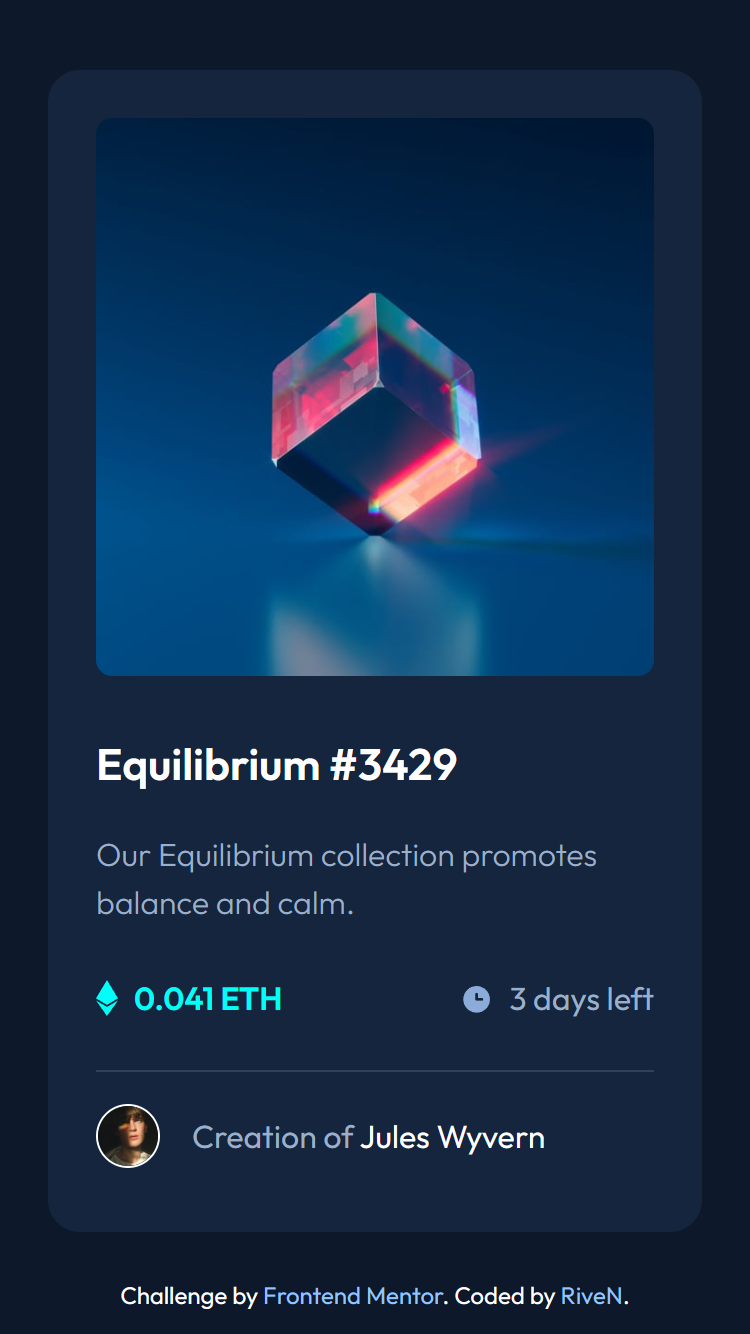 Equilibrium #3429
Our Equilibrium collection promotes
balance and calm.
0.041 ETH
3 days left
Creation of Jules Wyvern
Challenge by Frontend Mentor. Coded by RiveN.